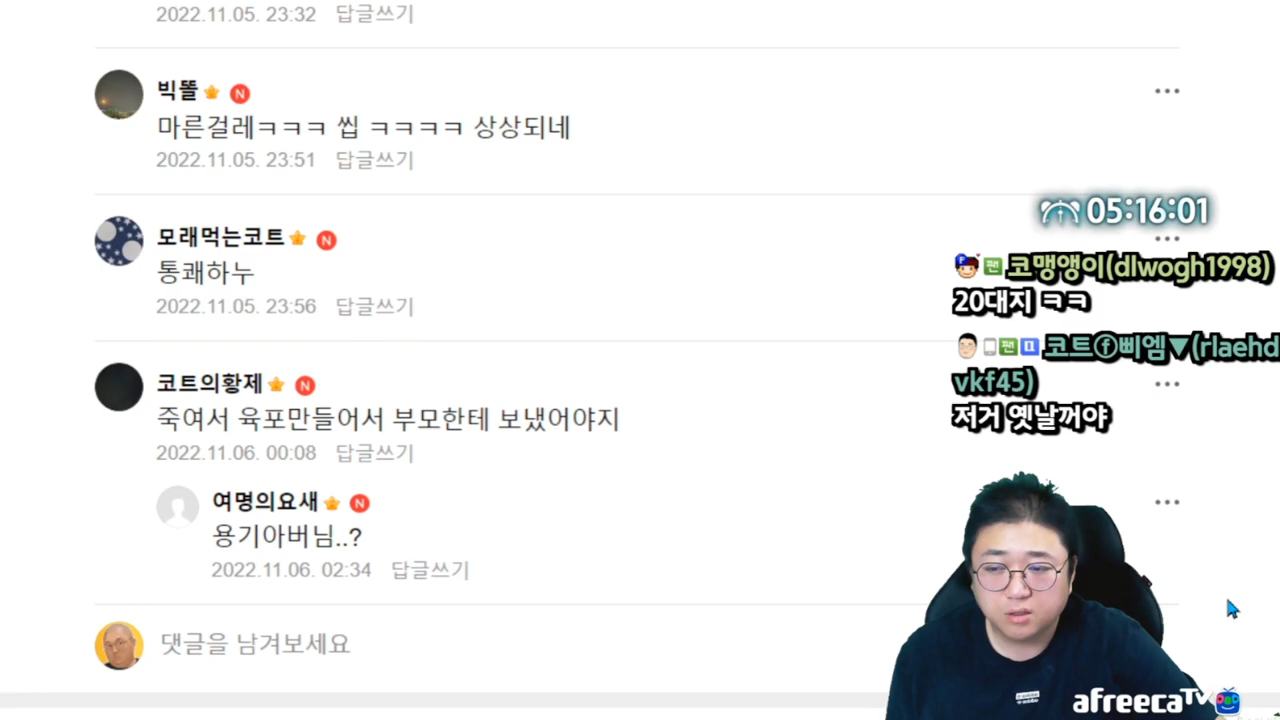 2022.11.05. 23:32 답글쓰기
빅똘 N
마른걸레ㅋㅋㅋ 씹 ㅋㅋㅋㅋ 상상되네
2022.11.05. 23:51 답글쓰기
모래먹는코트 N
통쾌하누
2022.11.05. 23:56 답글쓰기
코트의황제 N
죽여서 육포만들어서 부모한테 보냈어야지
2022.11.06. 00:08 답글쓰기
여명의요새 N
용기아버님..?
2022.11.06. 02:34 답글쓰기
댓글을 남겨보세요
05:16:01
팬 코맹앵이(dlwogh1998)
20대지 ㅋㅋ
팬 코트ⓕ삐엠▼(rlaehd
vkf45)
저거 옛날꺼야
afreecaTV